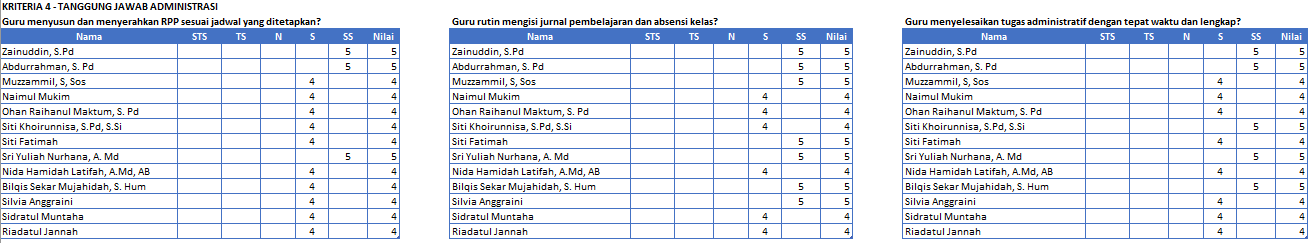 KRITERIA 4 - TANGGUNG JAWAB ADMINISTRASI
Guru menyusun dan menyerahkan RPP sesuai jadwal yang ditetapkan?
Nama STS TS N S SS Nilai
Zainuddin, S.Pd 5 5
Abdurrahman, S. Pd 5 5
Muzzammil, S, Sos 4 4
Naimul Mukim 4 4
Ohan Raihanul Maktum, S. Pd 4 4
Siti Khoirunnisa, S.Pd, S.Si 4 4
Siti Fatimah 4 4
Sri Yuliah Nurhana, A. Md 5 5
Nida Hamidah Latifah, A.Md, AB 4 4
Bilqis Sekar Mujahidah, S. Hum 4 4
Silvia Anggraini 4 4
Sidratul Muntaha 4 4
Riadatul Jannah 4 4
Guru rutin mengisi jurnal pembelajaran dan absensi kelas?
Nama STS TS N S SS Nilai
Zainuddin, S.Pd 5 5
Abdurrahman, S. Pd 5 5
Muzzammil, S, Sos 5 5
Naimul Mukim 4 4
Ohan Raihanul Maktum, S. Pd 4 4
Siti Khoirunnisa, S.Pd, S.Si 4 4
Siti Fatimah 5 5
Sri Yuliah Nurhana, A. Md 5 5
Nida Hamidah Latifah, A.Md, AB 4 4
Bilqis Sekar Mujahidah, S. Hum 5 5
Silvia Anggraini 5 5
Sidratul Muntaha 4 4
Riadatul Jannah 4 4
Guru menyelesaikan tugas administratif dengan tepat waktu dan lengkap?
Nama STS TS N S SS Nilai
Zainuddin, S.Pd 5 5
Abdurrahman, S. Pd 5 5
Muzzammil, S, Sos 4 4
Naimul Mukim 4 4
Ohan Raihanul Maktum, S. Pd 4 4
Siti Khoirunnisa, S.Pd, S.Si 5 5
Siti Fatimah 4 4
Sri Yuliah Nurhana, A. Md 5 5
Nida Hamidah Latifah, A.Md, AB 4 4
Bilqis Sekar Mujahidah, S. Hum 5 5
Silvia Anggraini 4 4
Sidratul Muntaha 4 4
Riadatul Jannah 4 4